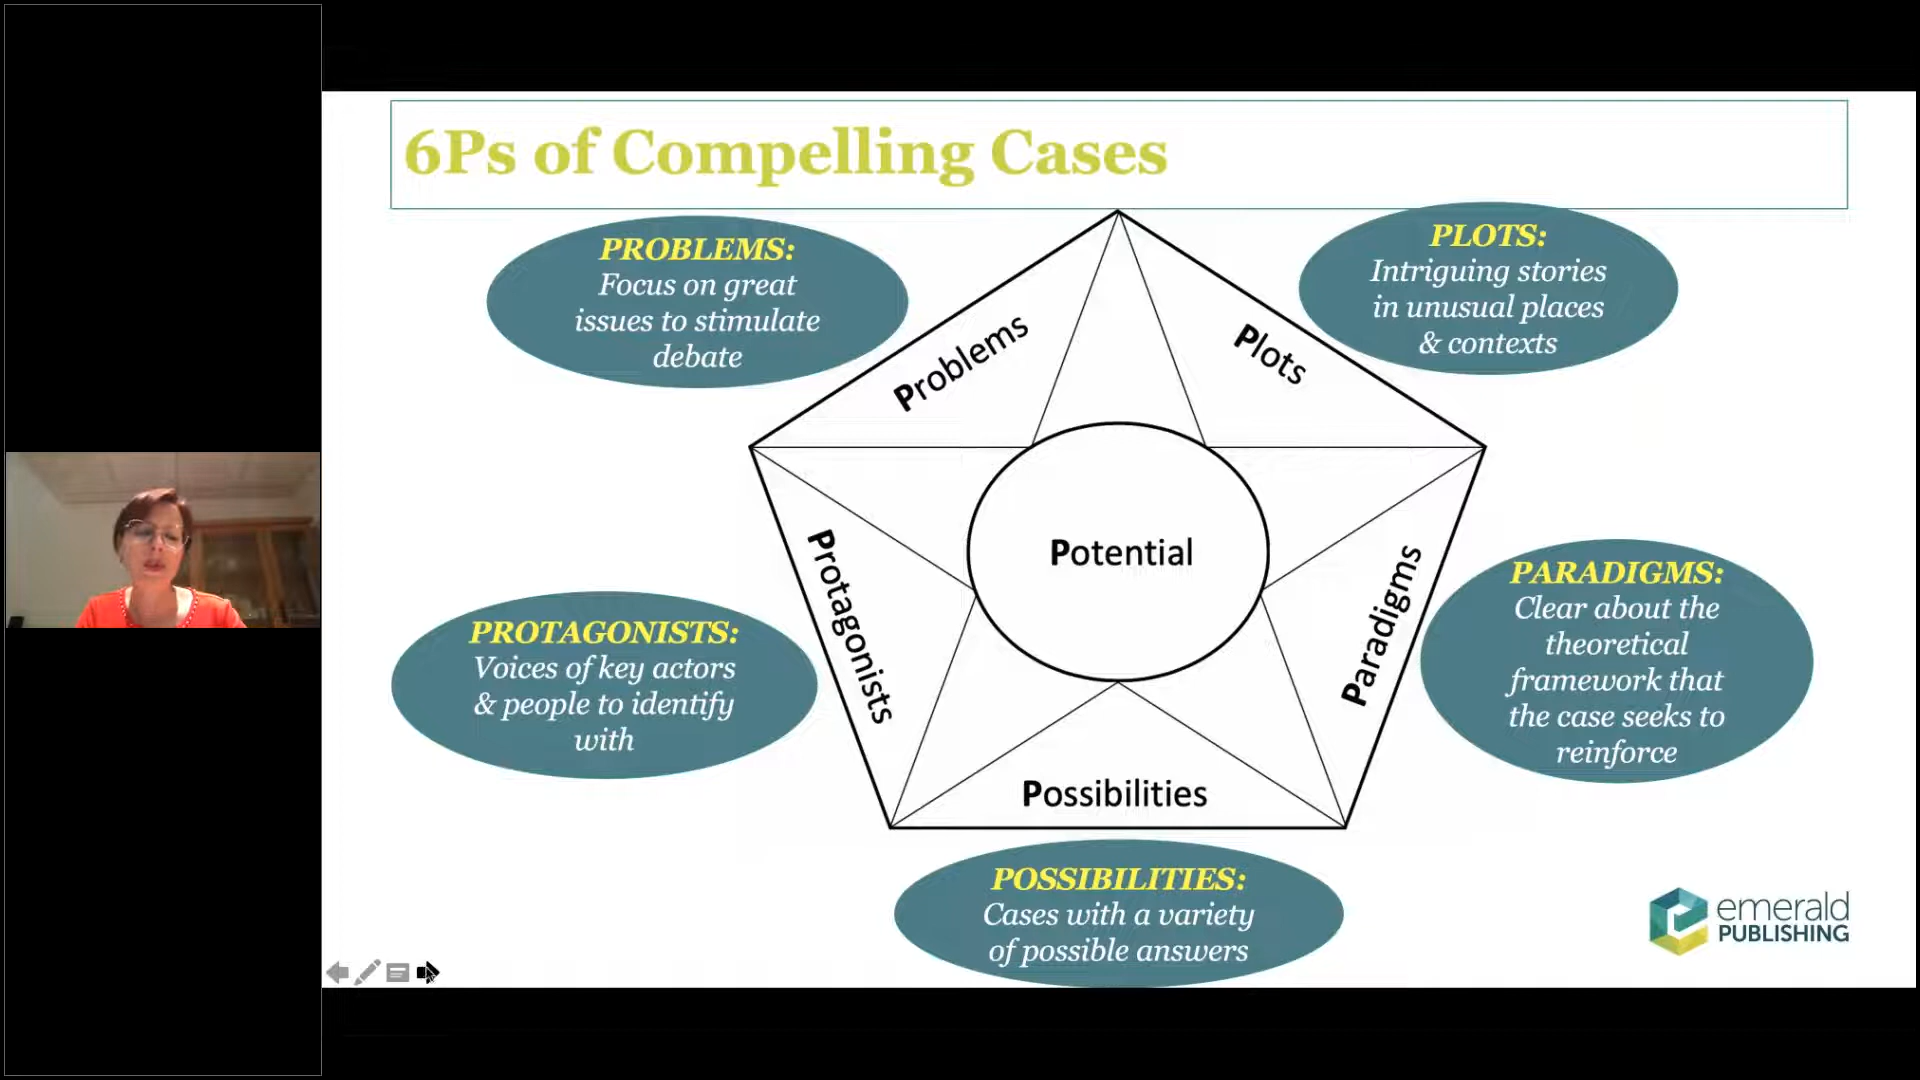 6Ps of Compelling Cases
PROBLEMS:
Focus on great
issues to stimulate
debate
PLOTS:
Intriguing stories
in unusual places
& contexts
Problems
Plots
Potential
Protagonists
Paradigms
Possibilities
PROTAGONISTS:
Voices of key actors
& people to identify
with
PARADIGMS:
Clear about the
theoretical
framework that
the case seeks to
reinforce
POSSIBILITIES:
Cases with a variety
of possible answers
emerald
PUBLISHING